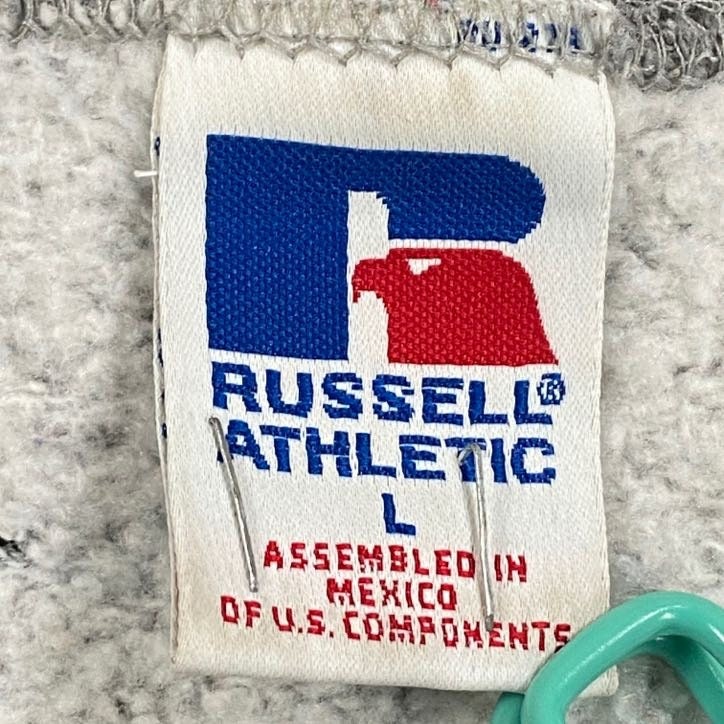 RUSSELL®
ATHLETIC
L
ASSEMBLED IN
MEXICO
OF U.S. COMPONENTS